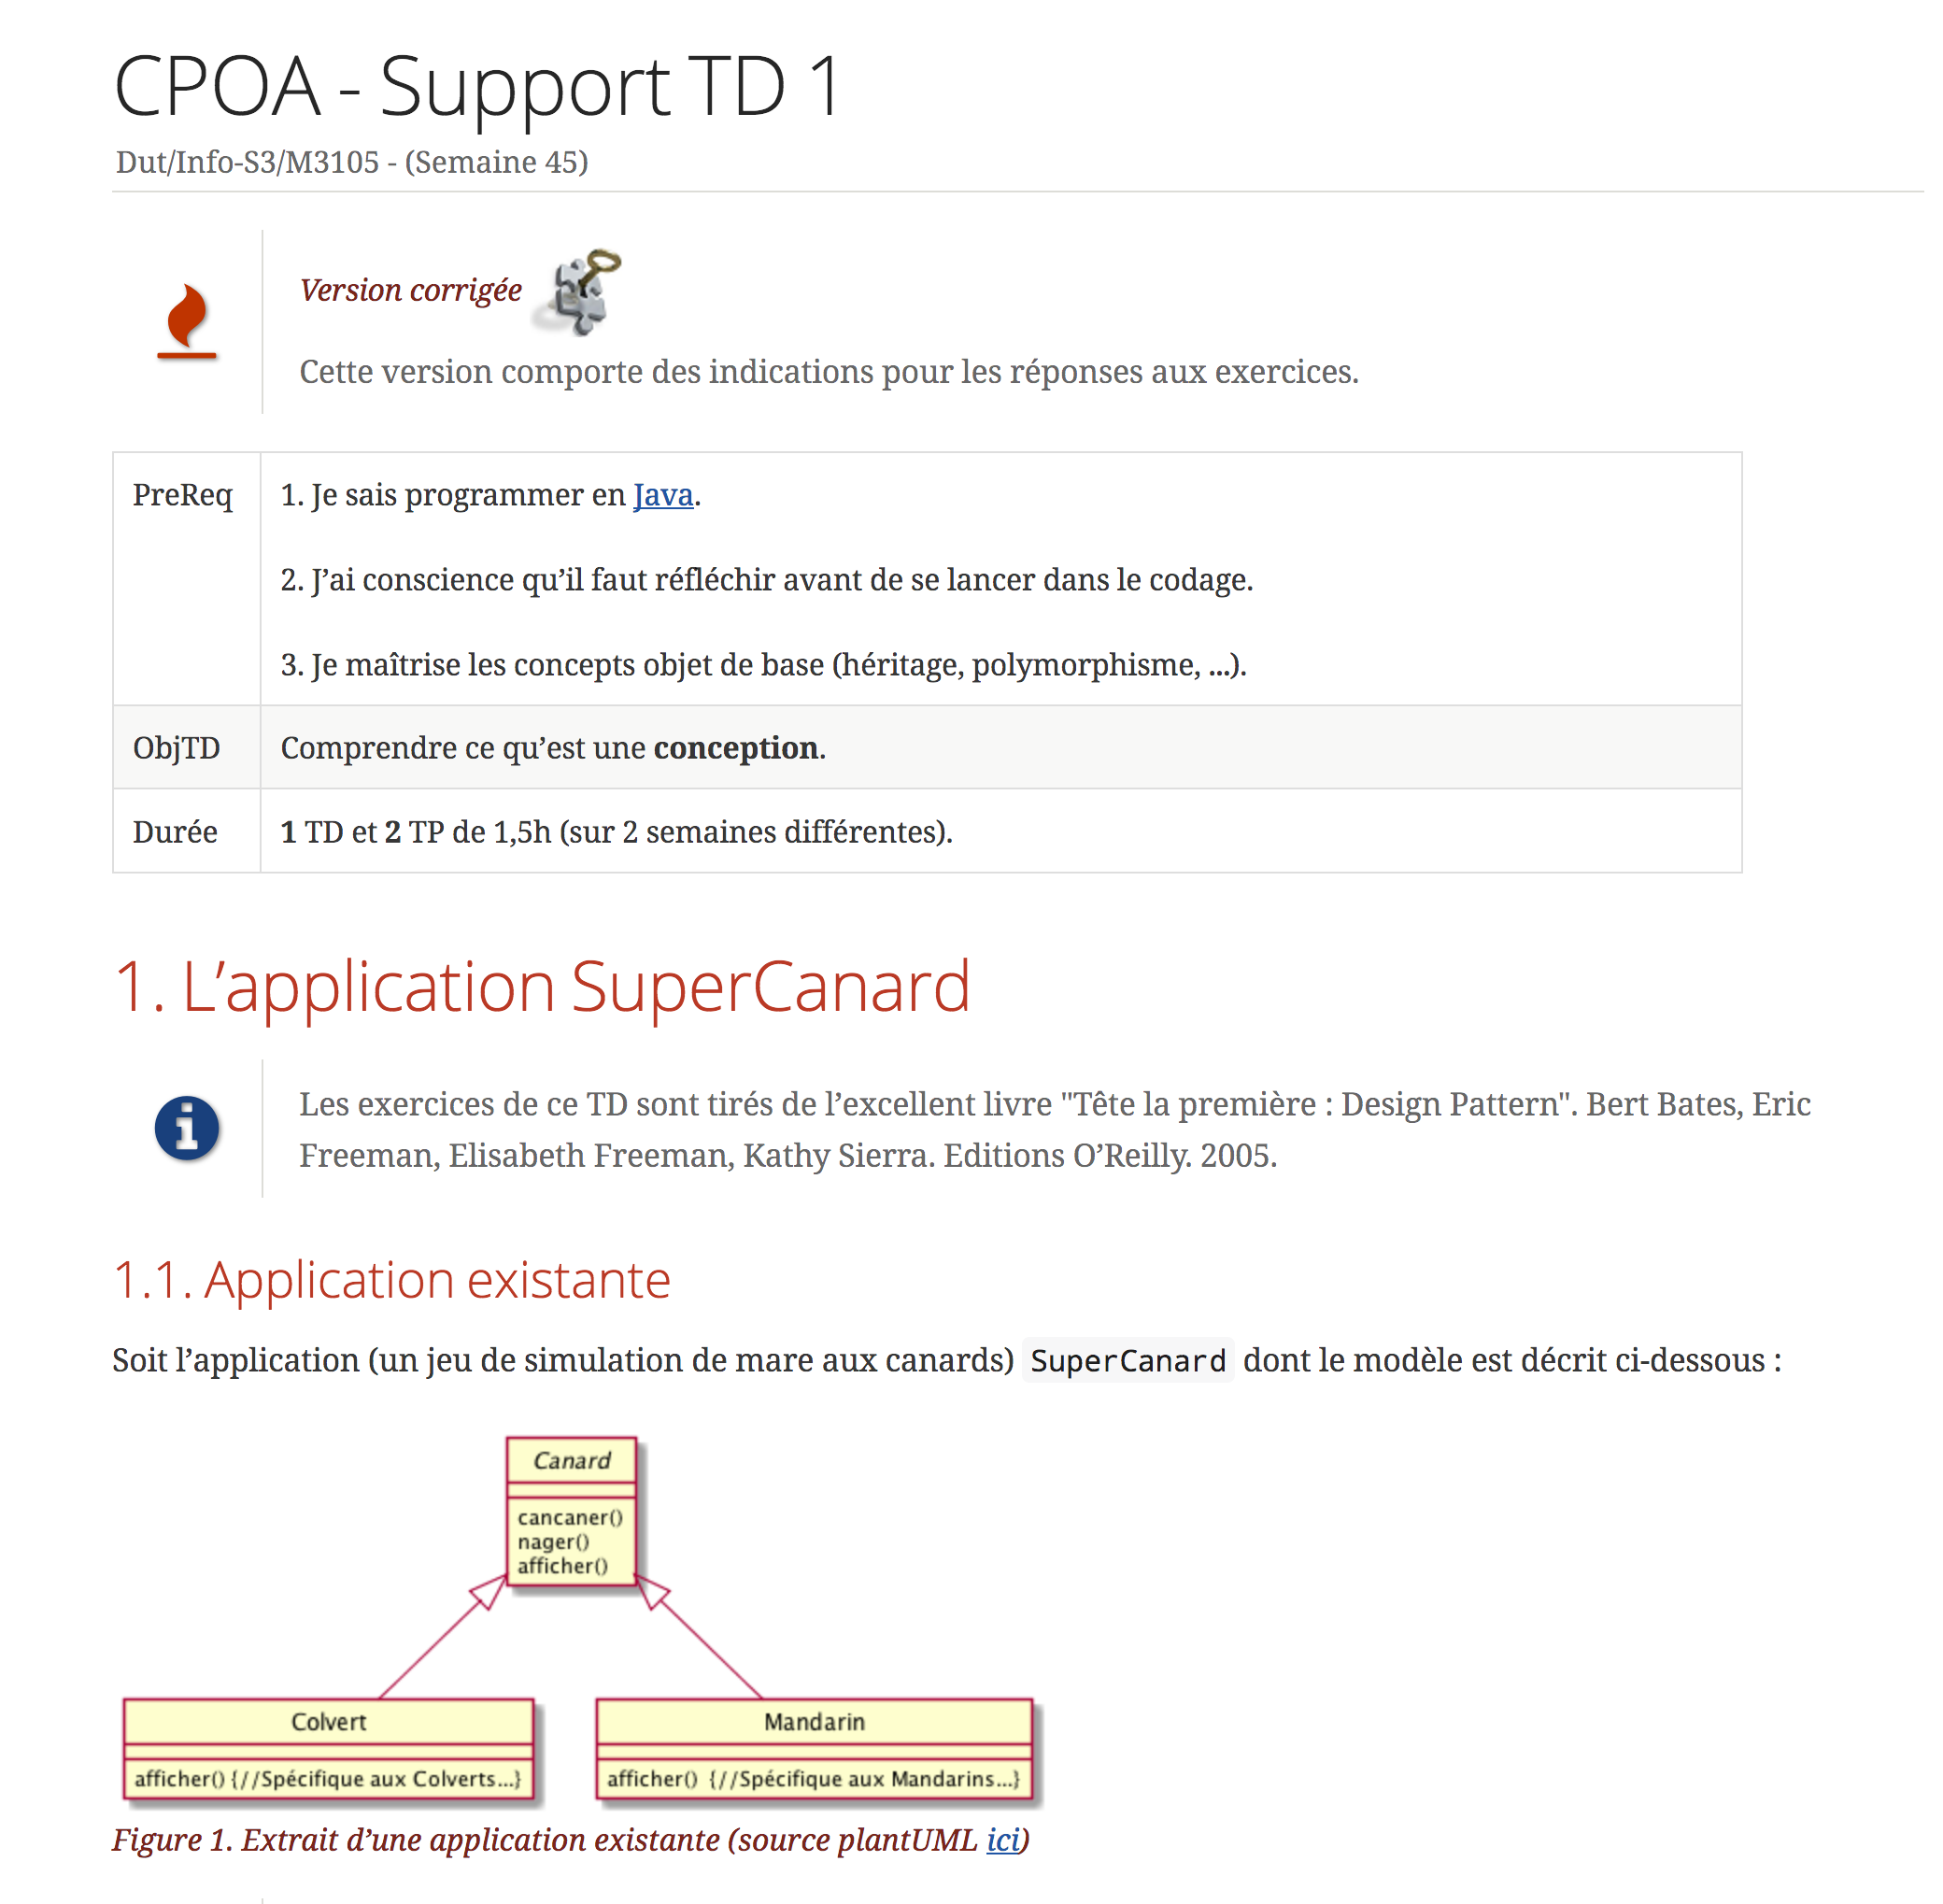 CPOA - Support TD 1
Dut/Info-S3/M3105 - (Semaine 45)
Version corrigée
Cette version comporte des indications pour les réponses aux exercices.
PreReq
1. Je sais programmer en Java.
2. J’ai conscience qu’il faut réfléchir avant de se lancer dans le codage.
3. Je maîtrise les concepts objet de base (héritage, polymorphisme, …).
ObjTD
Comprendre ce qu’est une conception.
Durée
1 TD et 2 TP de 1,5h (sur 2 semaines différentes).
1. L’application SuperCanard
Les exercices de ce TD sont tirés de l’excellent livre "Tête la première : Design Pattern". Bert Bates, Eric
Freeman, Elisabeth Freeman, Kathy Sierra. Editions O’Reilly. 2005.
1.1. Application existante
Soit l’application (un jeu de simulation de mare aux canards) SuperCanard dont le modèle est décrit ci-dessous :
Canard
cancaner()
nager()
afficher()
Colvert
afficher() {//Spécifique aux Colverts...}
Mandarin
afficher() {//Spécifique aux Mandarins...}
Figure 1. Extrait d’une application existante (source plantUML ici)